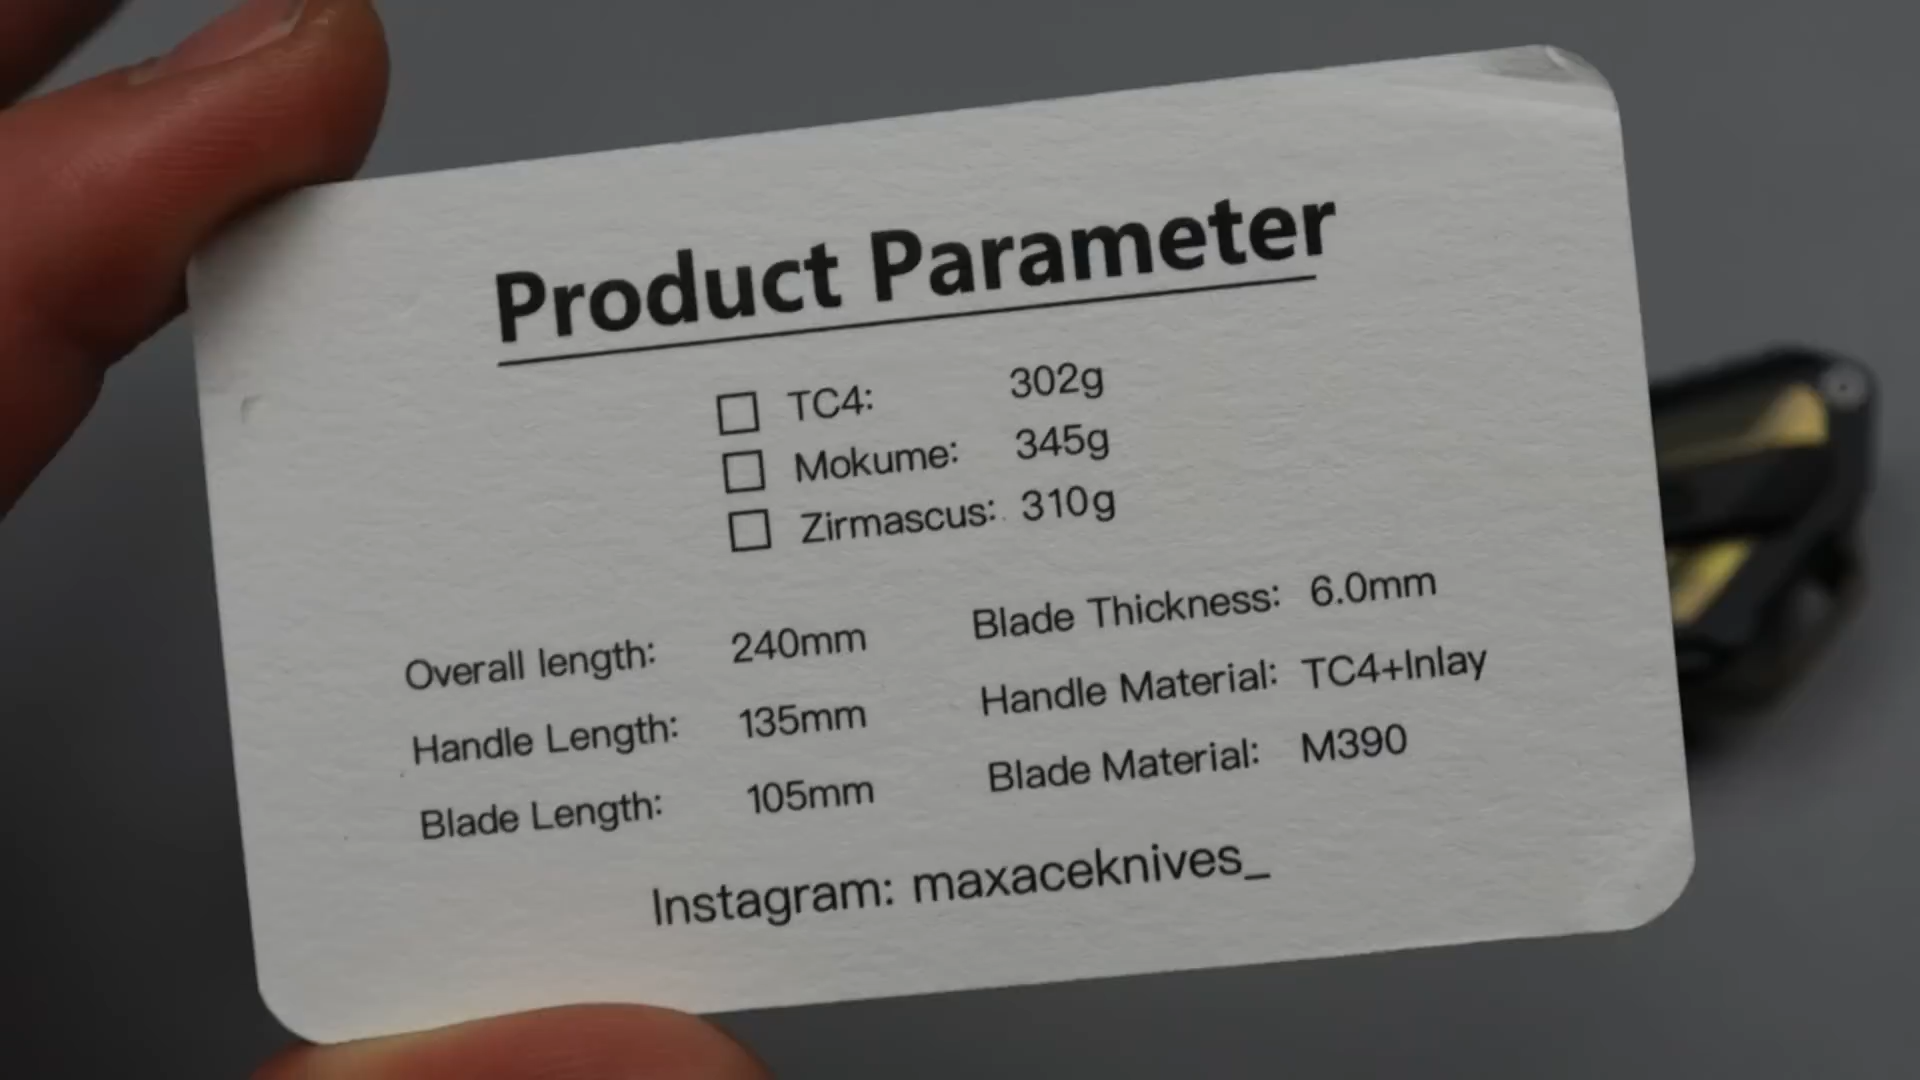 Product Parameter
TC4: 302g
Mokume: 345g
Zirmascus: 310g
Overall length: 240mm Blade Thickness: 6.0mm
Handle Length: 135mm Handle Material: TC4+Inlay
Blade Length: 105mm Blade Material: M390
Instagram: maxaceknives_